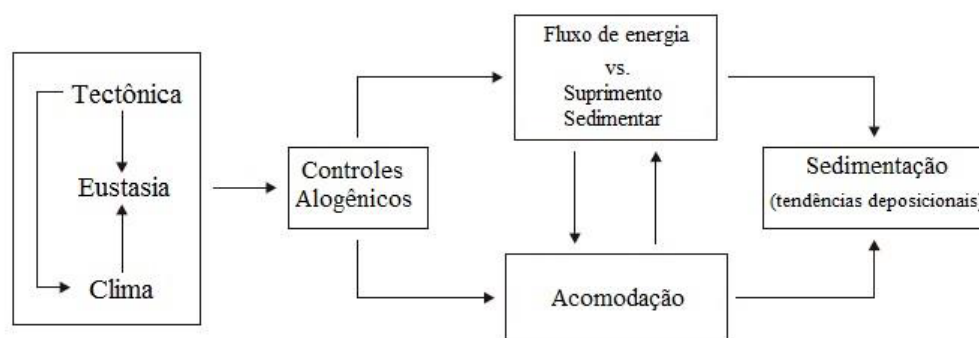 Tectônica
Eustasia
Clima
Controles
Alogênicos
Fluxo de energia
vs.
Suprimento
Sedimentar
Acomodação
Sedimentação
(tendências deposicionais)